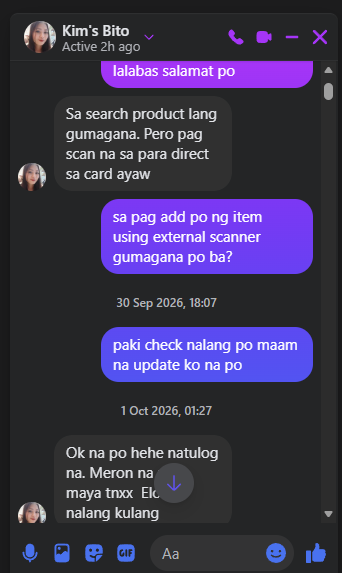 Kim's Bito
Active 2h ago
lalabas salamat po
Sa search product lang
gumagana. Pero pag
scan na sa para direct
sa card ayaw
sa pag add po ng item
using external scanner
gumagana po ba?
30 Sep 2026, 18:07
paki check nalang po maam
na update ko na po
1 Oct 2026, 01:27
Ok na po hehe natulog
na. Meron na
maya tnxx
nalang kulang
Aa
GIF